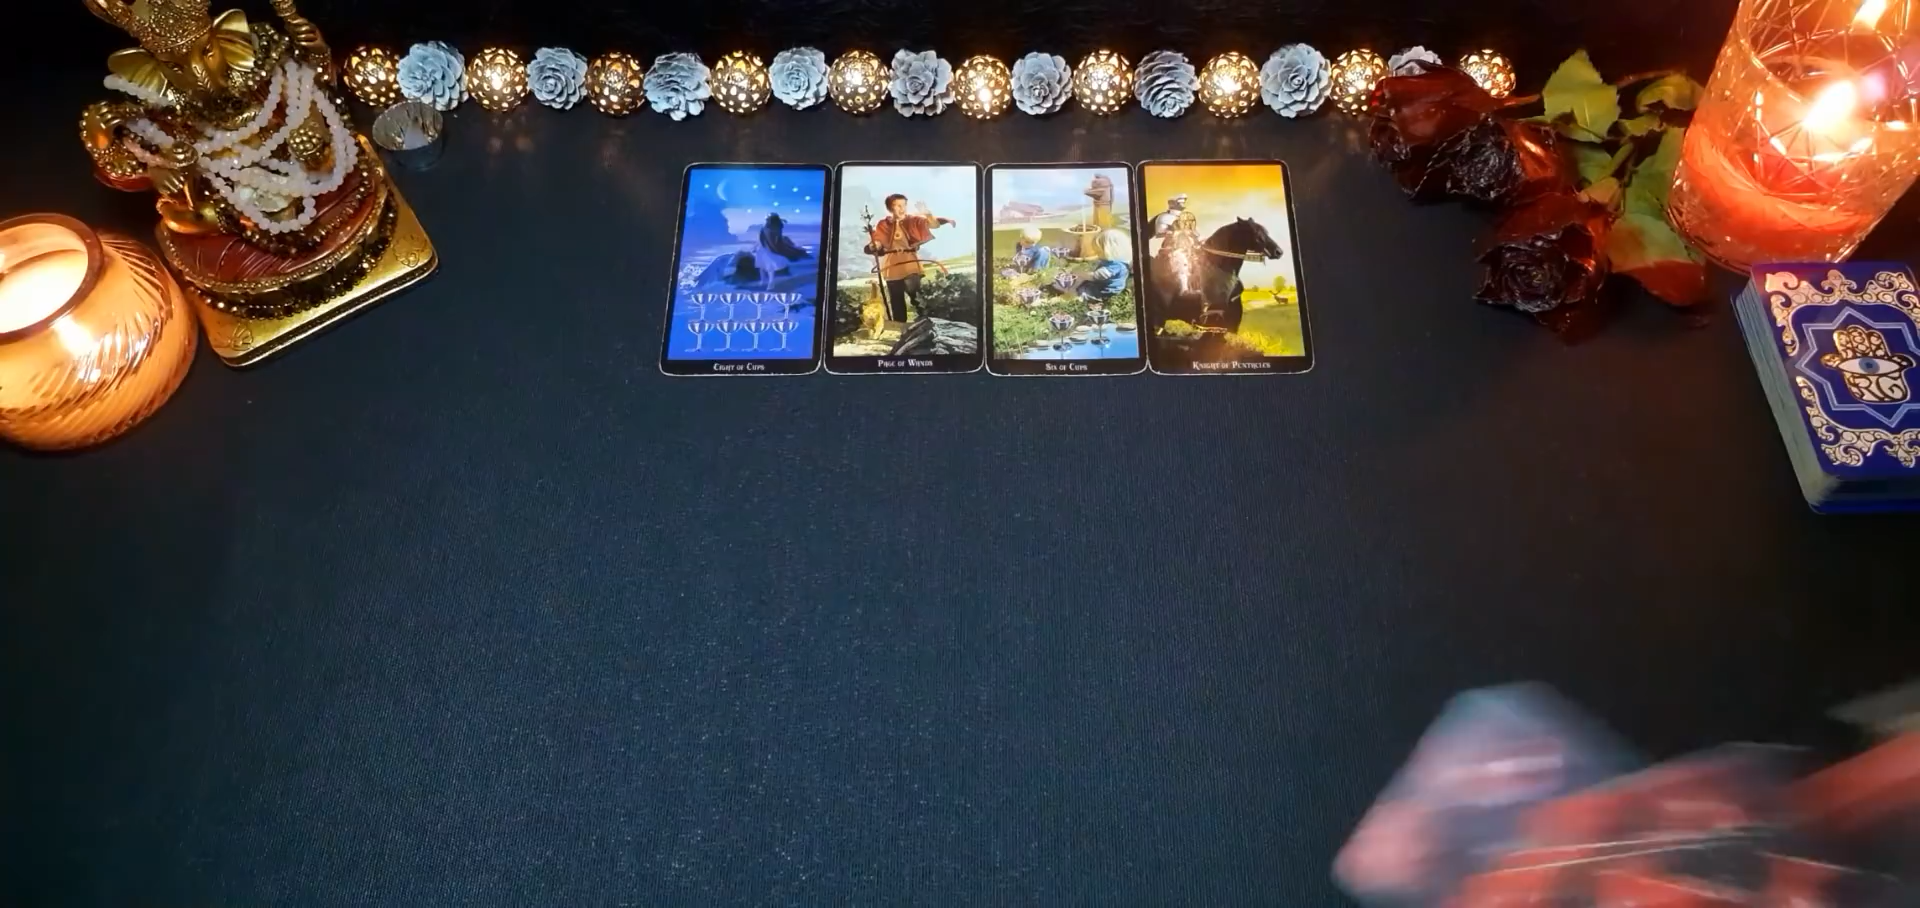 Eight of Cups
Page of Wands
Six of Cups
Knight of Pentacles